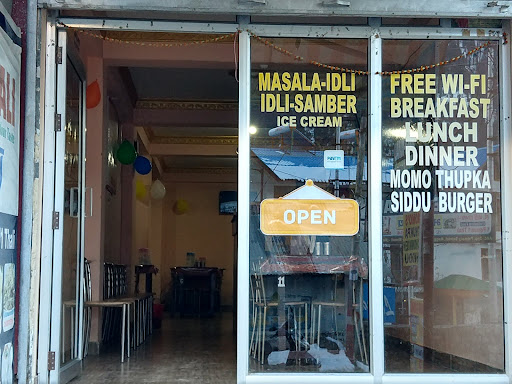 MASALA-IDLI
IDLI-SAMBER
ICE CREAM
OPEN
FREE WI-FI
BREAKFAST
LUNCH
DINNER
MOMO THUPKA
SIDDU BURGER